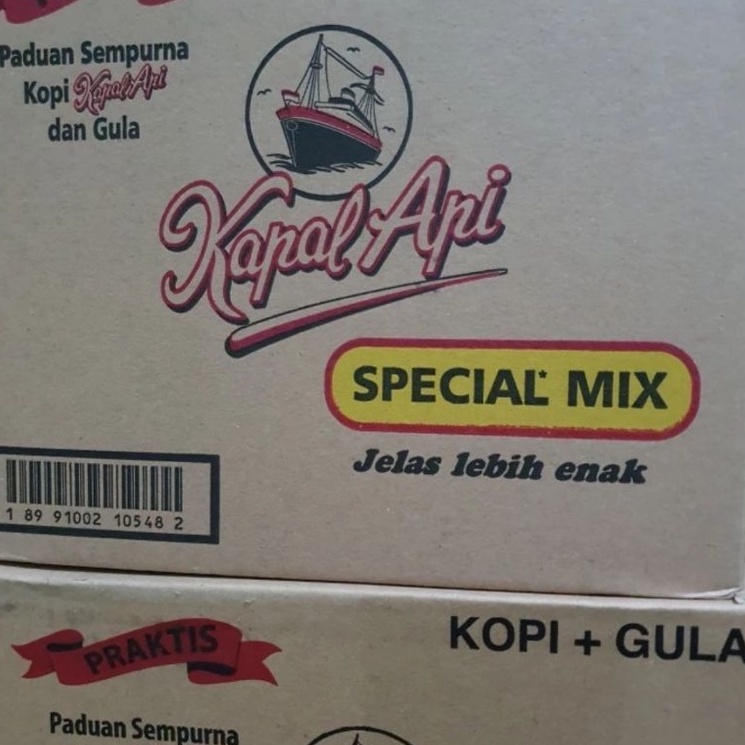 Paduan Sempurna
Kopi Kapal Api
dan Gula
Kapal Api
SPECIAL* MIX
Jelas lebih enak
1 89 91002 10548 2
PRAKTIS
KOPI + GULA
Paduan Sempurna